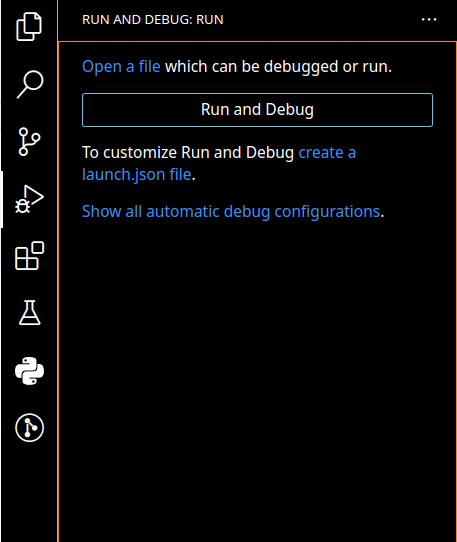 RUN AND DEBUG: RUN
Open a file which can be debugged or run.
Run and Debug
To customize Run and Debug create a
launch.json file.
Show all automatic debug configurations.